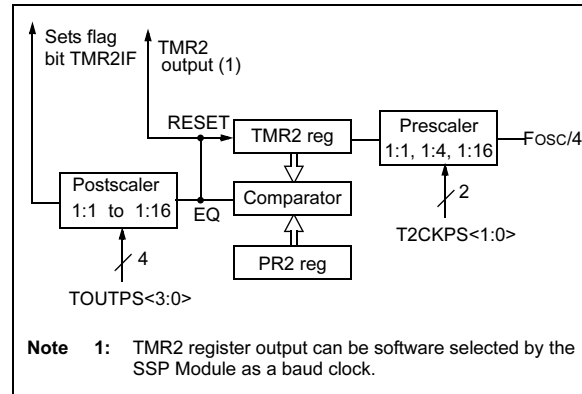 Sets flag
bit TMR2IF
TMR2
output (1)
RESET
TMR2 reg
Prescaler
1:1, 1:4, 1:16
FOSC/4
2
T2CKPS<1:0>
Postscaler
1:1 to 1:16
EQ
Comparator
4
TOUTPS<3:0>
PR2 reg
Note 1: TMR2 register output can be software selected by the
SSP Module as a baud clock.